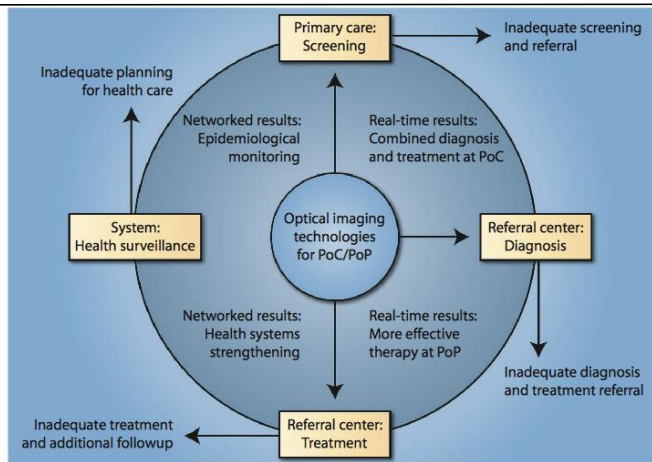 Primary care:
Screening
Inadequate screening
and referral
Inadequate planning
for health care
Networked results:
Epidemiological
monitoring
Real-time results:
Combined diagnosis
and treatment at PoC
System:
Health surveillance
Optical imaging
technologies
for PoC/PoP
Referral center:
Diagnosis
Networked results:
Health systems
strengthening
Real-time results:
More effective
therapy at PoP
Inadequate diagnosis
and treatment referral
Inadequate treatment
and additional followup
Referral center:
Treatment